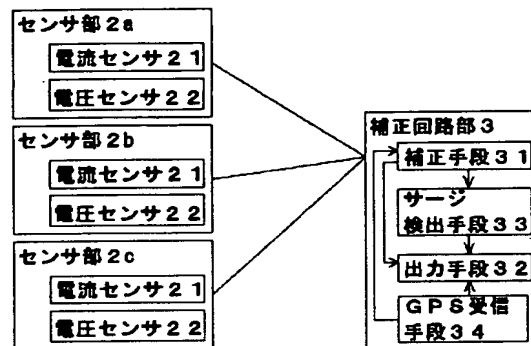 センサ部2a
電流センサ21
電圧センサ22
センサ部2b
電流センサ21
電圧センサ22
センサ部2c
電流センサ21
電圧センサ22
補正回路部3
補正手段31
サージ
検出手段33
出力手段32
GPS受信
手段34